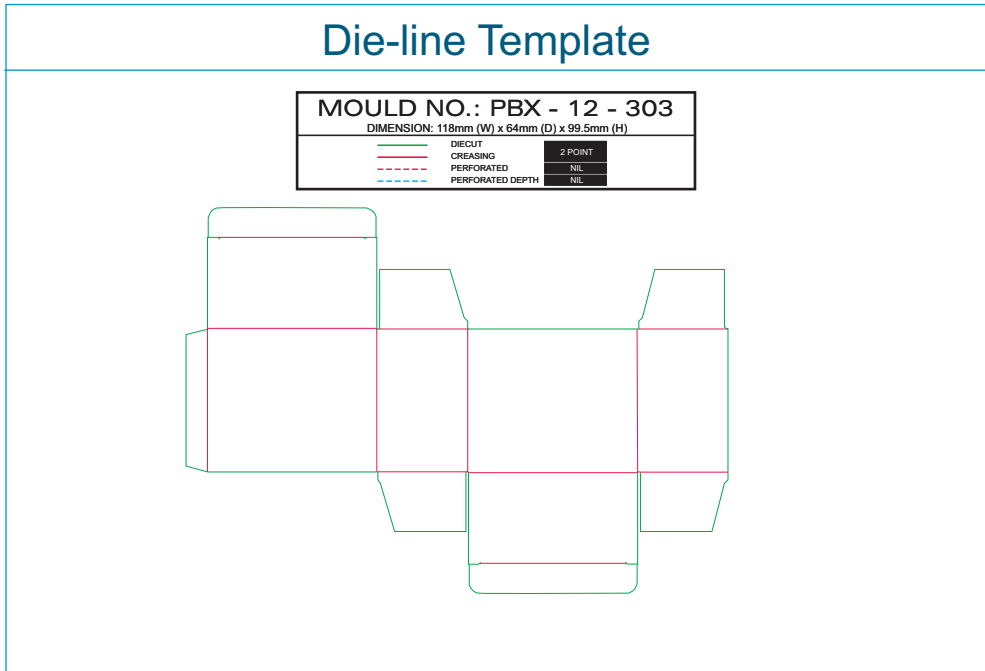 Die-line Template
MOULD NO.: PBX - 12 - 303
DIMENSION: 118mm (W) x 64mm (D) x 99.5mm (H)
DIECUT
CREASING
2 POINT
PERFORATED NIL
PERFORATED DEPTH NIL